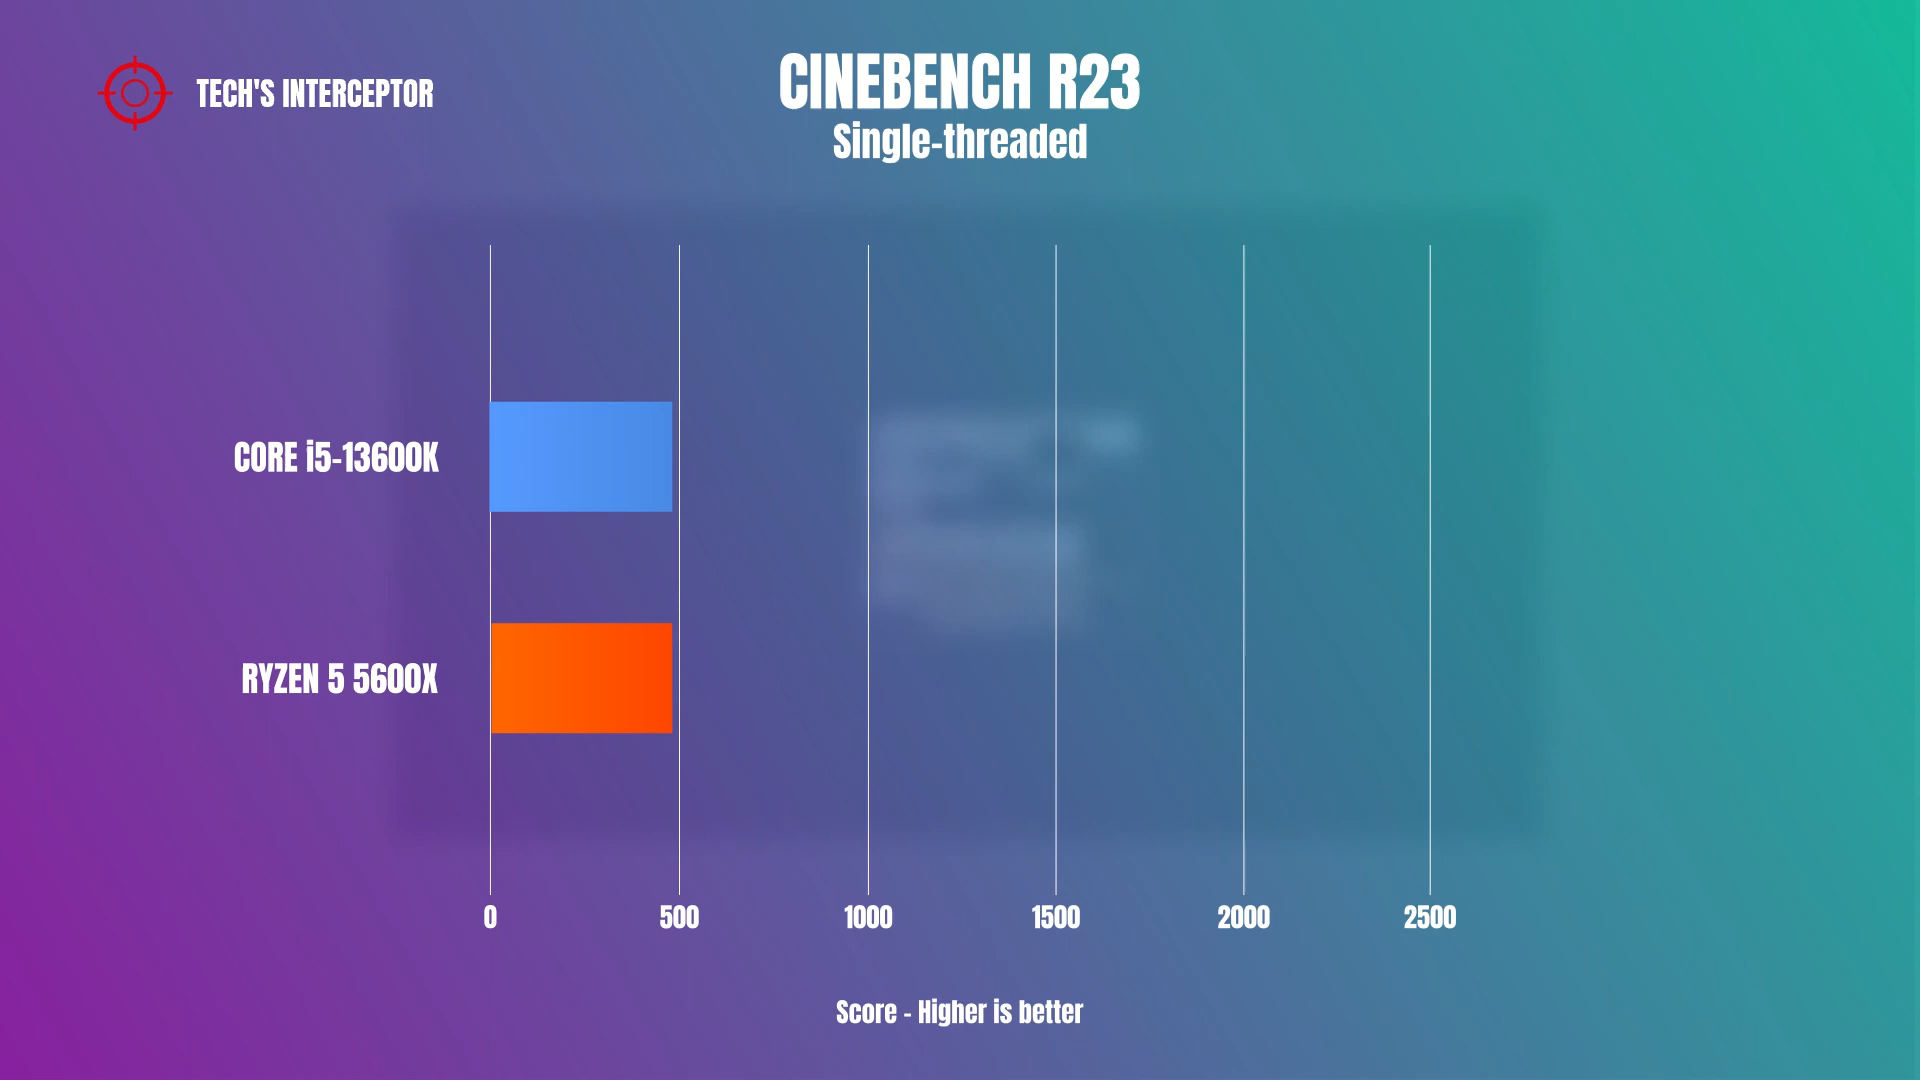 TECH'S INTERCEPTOR
CINEBENCH R23
Single-threaded
CORE i5-13600K
RYZEN 5 5600X
0 500 1000 1500 2000 2500
Score - Higher is better